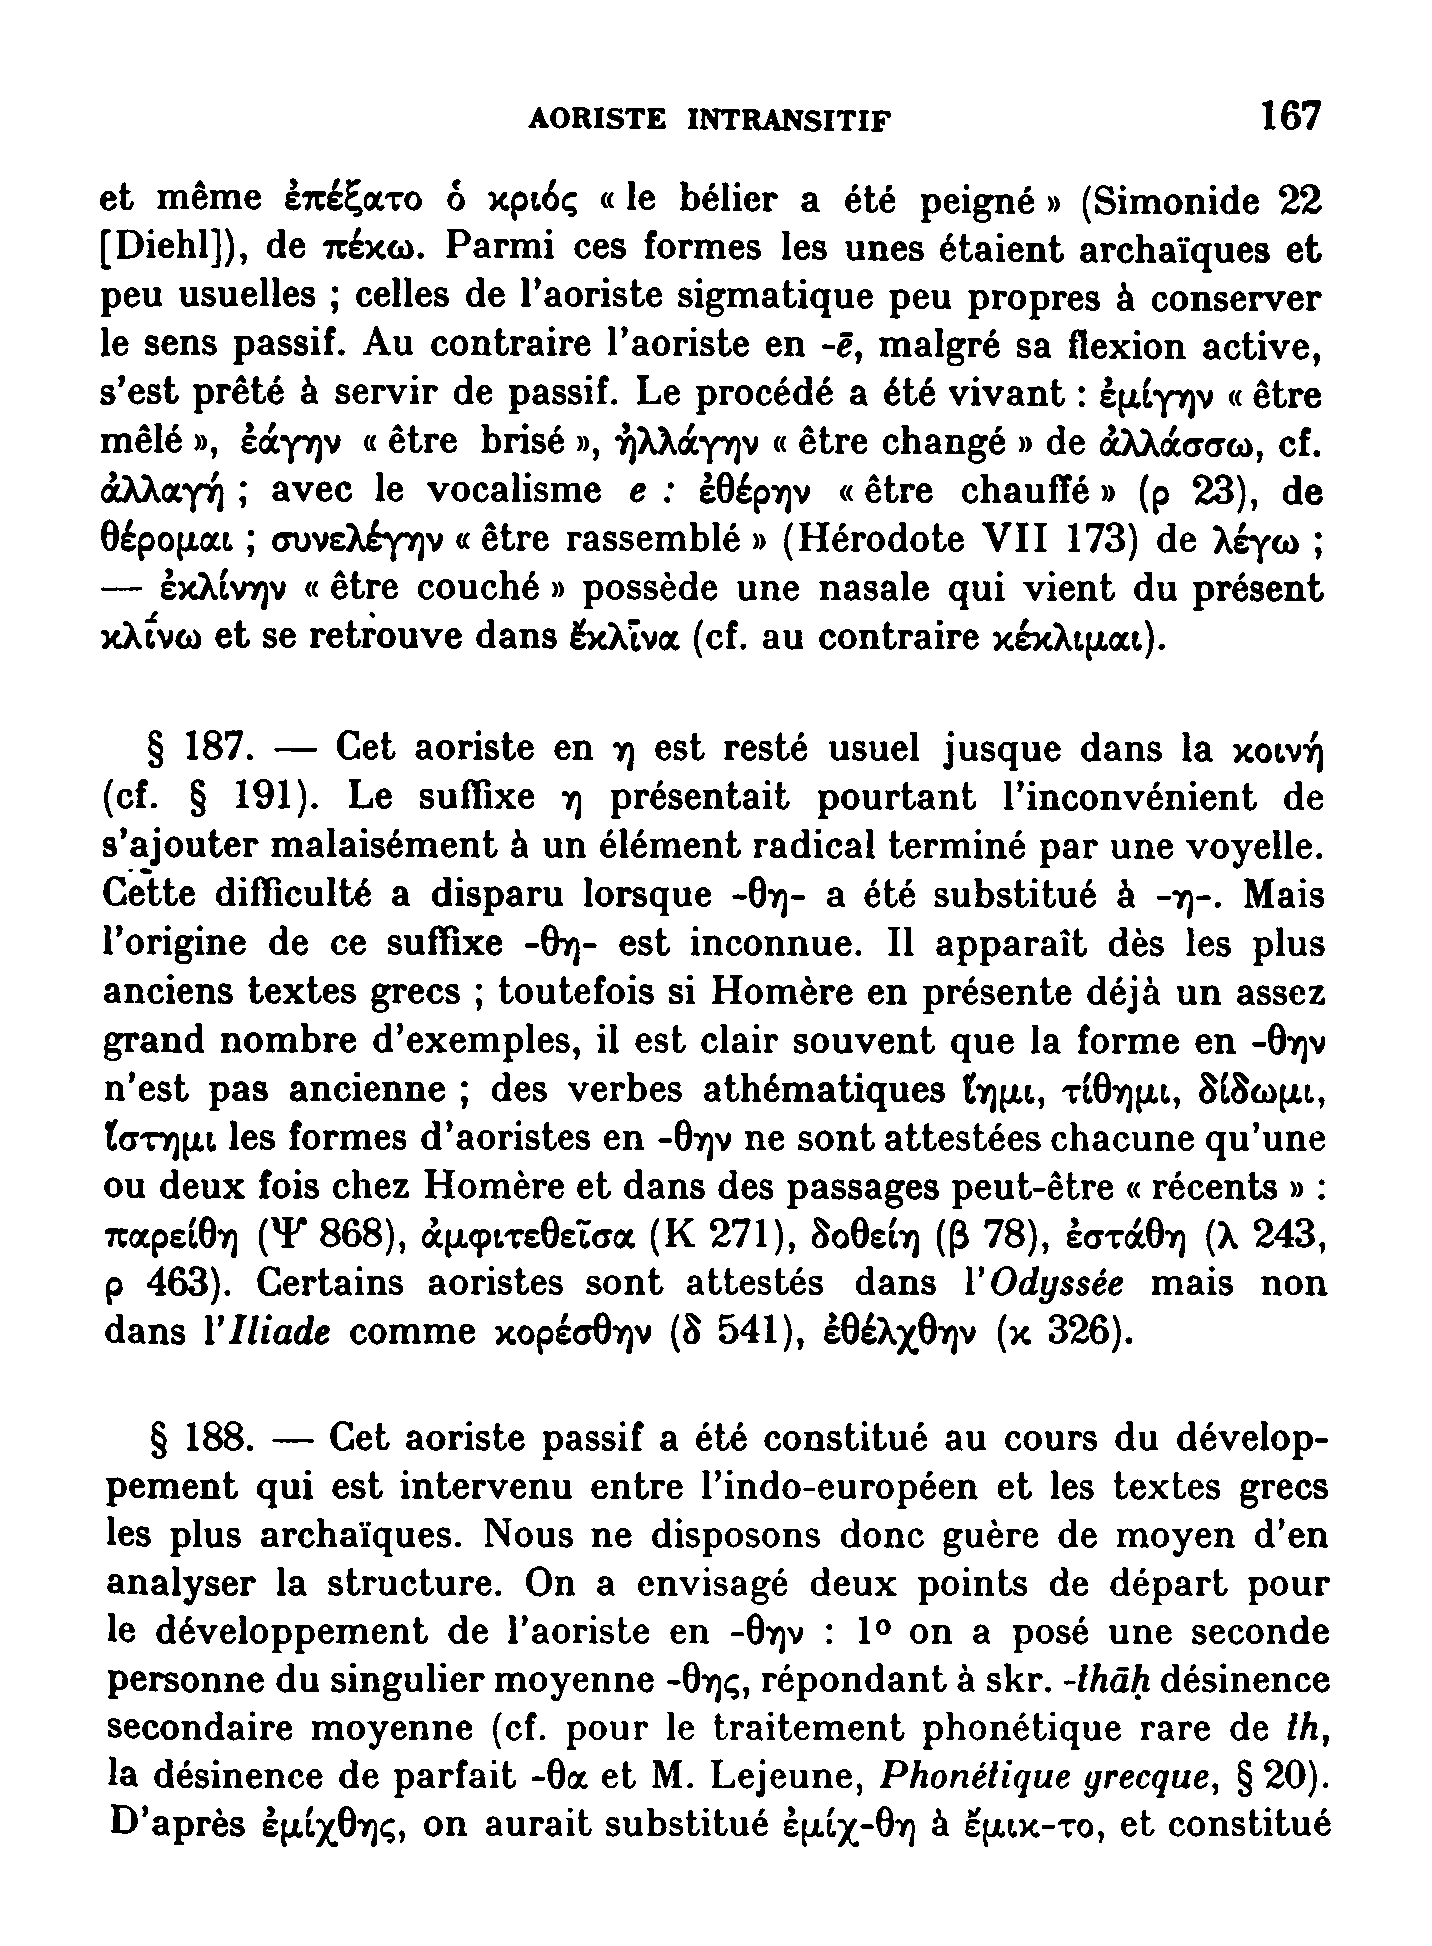 AORISTE INTRANSITIF 167
et même ἐπέξατο ὁ κριός « le bélier a été peigné » (Simonide 22
[Diehl]), de πέκω. Parmi ces formes les unes étaient archaïques et
peu usuelles ; celles de l'aoriste sigmatique peu propres à conserver
le sens passif. Au contraire l'aoriste en -ē, malgré sa flexion active,
s'est prêté à servir de passif. Le procédé a été vivant : ἐμίγην « être
mêlé », ἐάγην « être brisé », ἠλλάγην « être changé » de ἀλλάσσω, cf.
ἀλλαγή ; avec le vocalisme e : ἐθέρην « être chauffé » (ρ 23), de
θέρομαι ; συνελέγην « être rassemblé » (Hérodote VII 173) de λέγω ;
— ἐκλίνην « être couché » possède une nasale qui vient du présent
κλῑ́νω et se retrouve dans ἔκλῑνα (cf. au contraire κέκλιμαι).
§ 187. — Cet aoriste en η est resté usuel jusque dans la κοινή
(cf. § 191). Le suffixe η présentait pourtant l'inconvénient de
s'ajouter malaisément à un élément radical terminé par une voyelle.
Cette difficulté a disparu lorsque -θη- a été substitué à -η-. Mais
l'origine de ce suffixe -θη- est inconnue. Il apparaît dès les plus
anciens textes grecs ; toutefois si Homère en présente déjà un assez
grand nombre d'exemples, il est clair souvent que la forme en -θην
n'est pas ancienne ; des verbes athématiques ἵημι, τίθημι, δίδωμι,
ἵστημι les formes d'aoristes en -θην ne sont attestées chacune qu'une
ou deux fois chez Homère et dans des passages peut-être « récents » :
παρείθη (Ψ 868), ἀμφιτεθεῖσα (Κ 271), δοθείη (β 78), ἐστάθη (λ 243,
ρ 463). Certains aoristes sont attestés dans l'Odyssée mais non
dans l'Iliade comme κορέσθην (δ 541), ἐθέλχθην (κ 326).
§ 188. — Cet aoriste passif a été constitué au cours du dévelop-
pement qui est intervenu entre l'indo-européen et les textes grecs
les plus archaïques. Nous ne disposons donc guère de moyen d'en
analyser la structure. On a envisagé deux points de départ pour
le développement de l'aoriste en -θην : 1º on a posé une seconde
personne du singulier moyenne -θης, répondant à skr. -thāḥ désinence
secondaire moyenne (cf. pour le traitement phonétique rare de th,
la désinence de parfait -θα et M. Lejeune, Phonétique grecque, § 20).
D'après ἐμίχθης, on aurait substitué ἐμίχ-θη à ἔμικ-το, et constitué